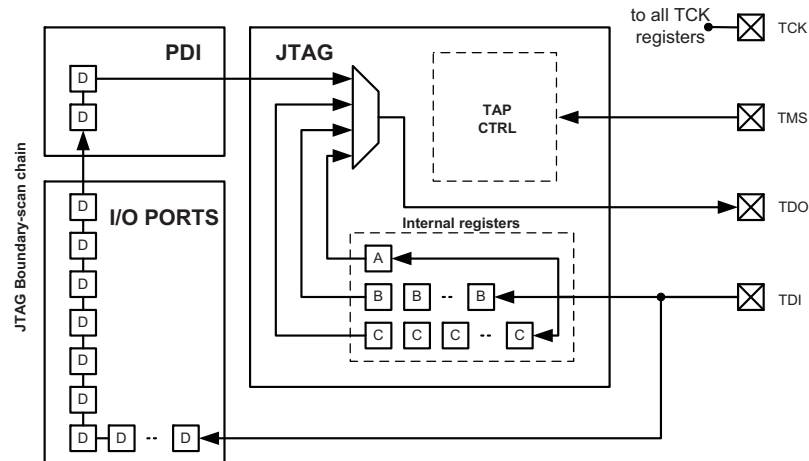 to all TCK
registers
TCK
PDI
JTAG
D
D
TAP
CTRL
TMS
JTAG Boundary-scan chain
I/O PORTS
D
D
D
D
D
D
D D -- D
TDO
Internal registers
A
B B -- B
C C C -- C
TDI